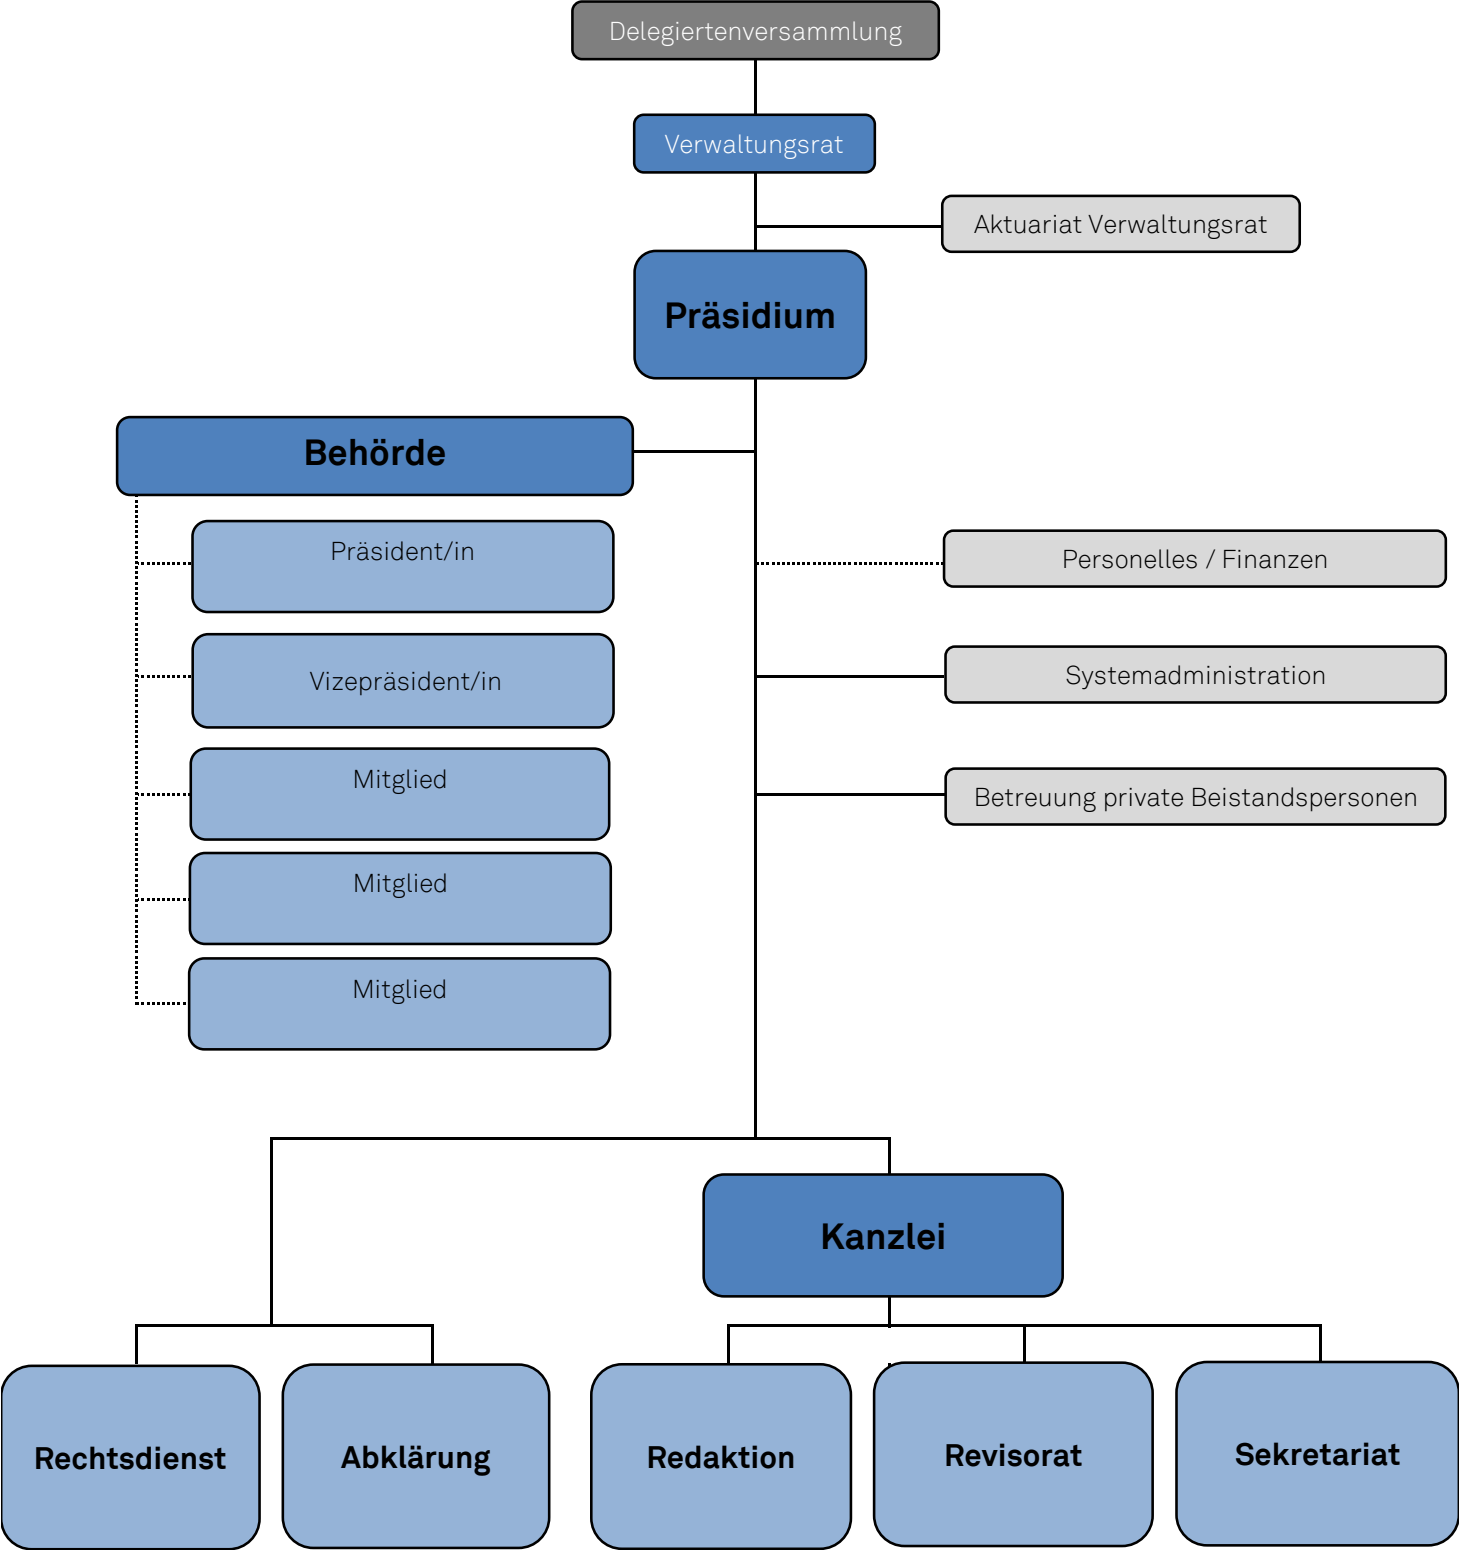 Delegiertenversammlung
Verwaltungsrat
Aktuariat Verwaltungsrat
Präsidium
Behörde
Präsident/in
Personelles / Finanzen
Vizepräsident/in
Systemadministration
Mitglied
Betreuung private Beistandspersonen
Mitglied
Mitglied
Kanzlei
Rechtsdienst
Abklärung
Redaktion
Revisorat
Sekretariat